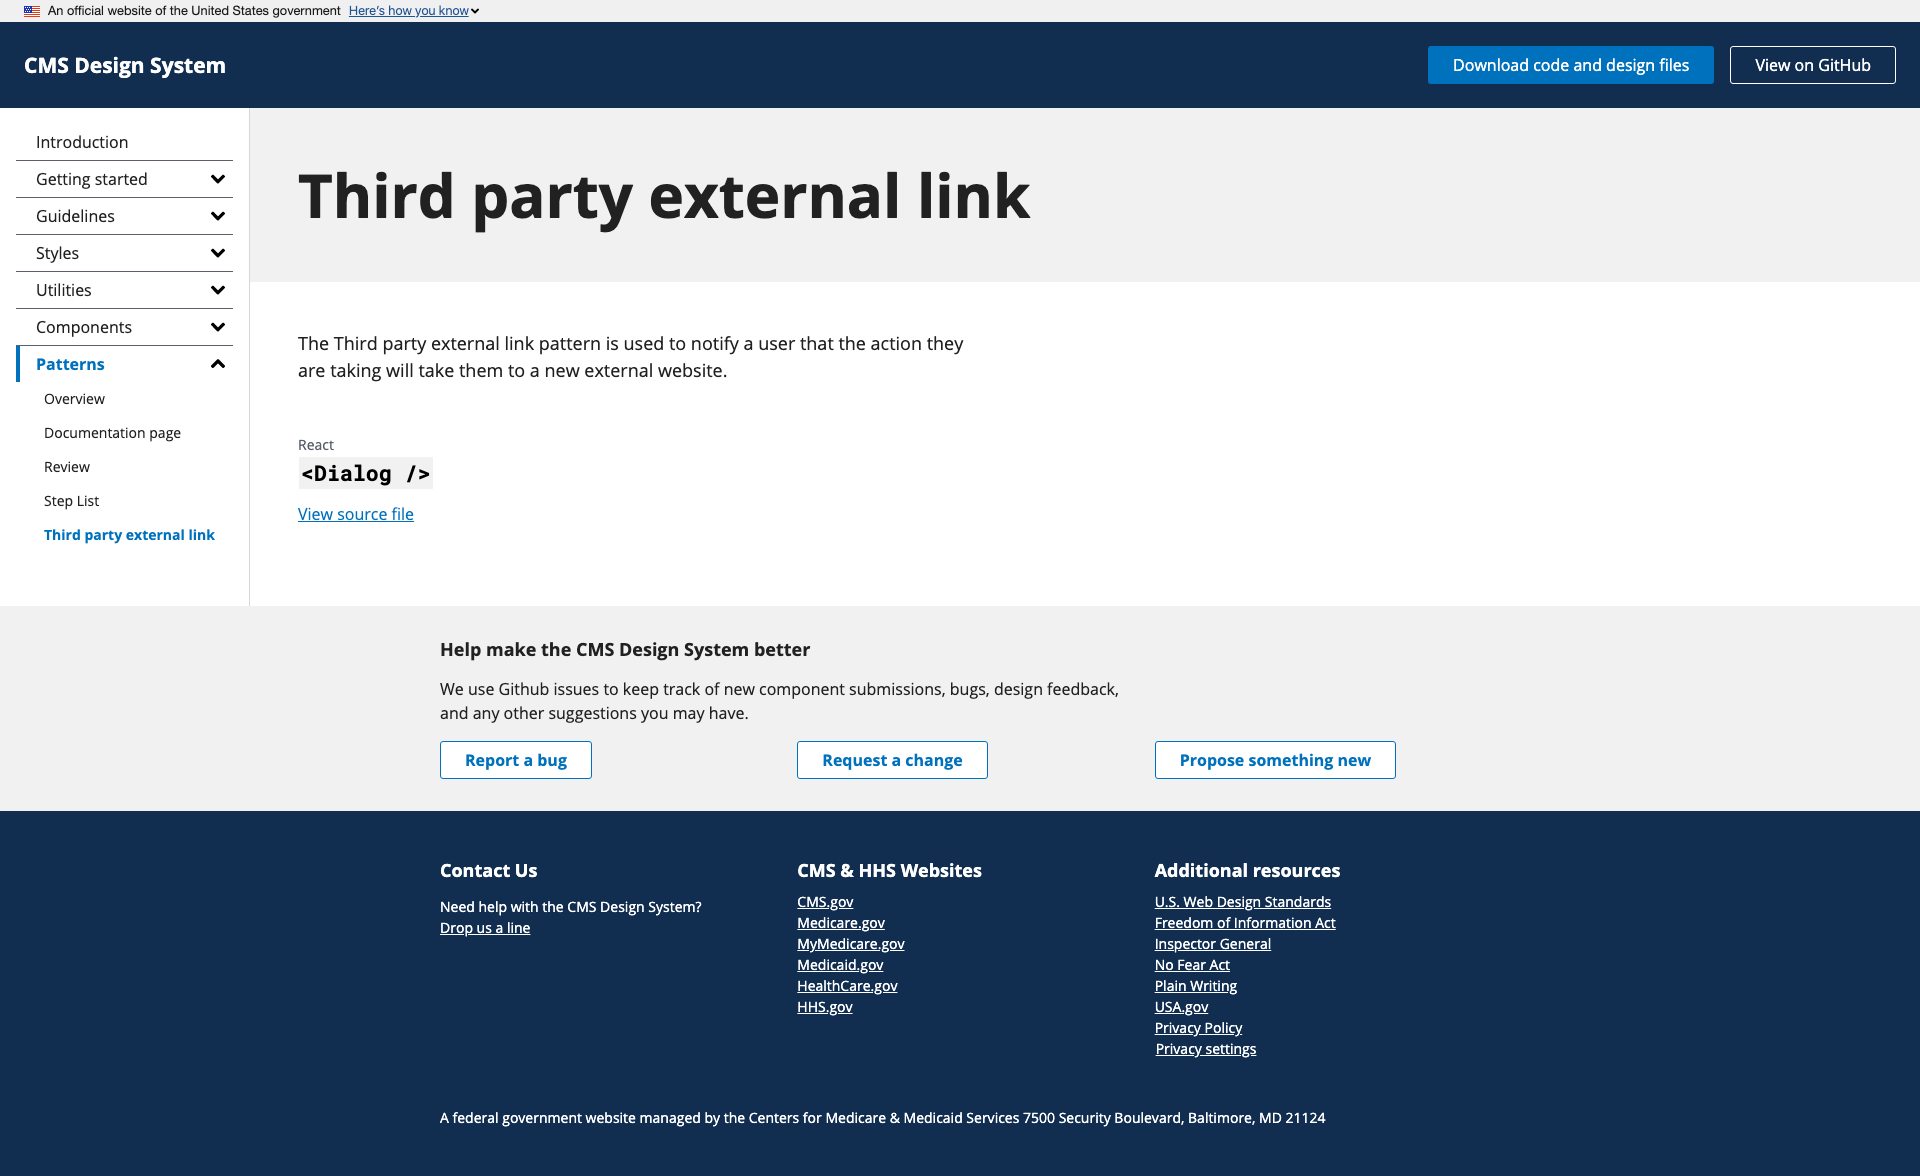 An official website of the United States government Here's how you know
CMS Design System
Download code and design files
View on GitHub
Introduction
Getting started
Guidelines
Styles
Utilities
Components
Patterns
Overview
Documentation page
Review
Step List
Third party external link
Third party external link
The Third party external link pattern is used to notify a user that the action they
are taking will take them to a new external website.
React
<Dialog />
View source file
Help make the CMS Design System better
We use Github issues to keep track of new component submissions, bugs, design feedback,
and any other suggestions you may have.
Report a bug
Request a change
Propose something new
Contact Us
Need help with the CMS Design System?
Drop us a line
CMS & HHS Websites
CMS.gov
Medicare.gov
MyMedicare.gov
Medicaid.gov
HealthCare.gov
HHS.gov
Additional resources
U.S. Web Design Standards
Freedom of Information Act
Inspector General
No Fear Act
Plain Writing
USA.gov
Privacy Policy
Privacy settings
A federal government website managed by the Centers for Medicare & Medicaid Services 7500 Security Boulevard, Baltimore, MD 21124